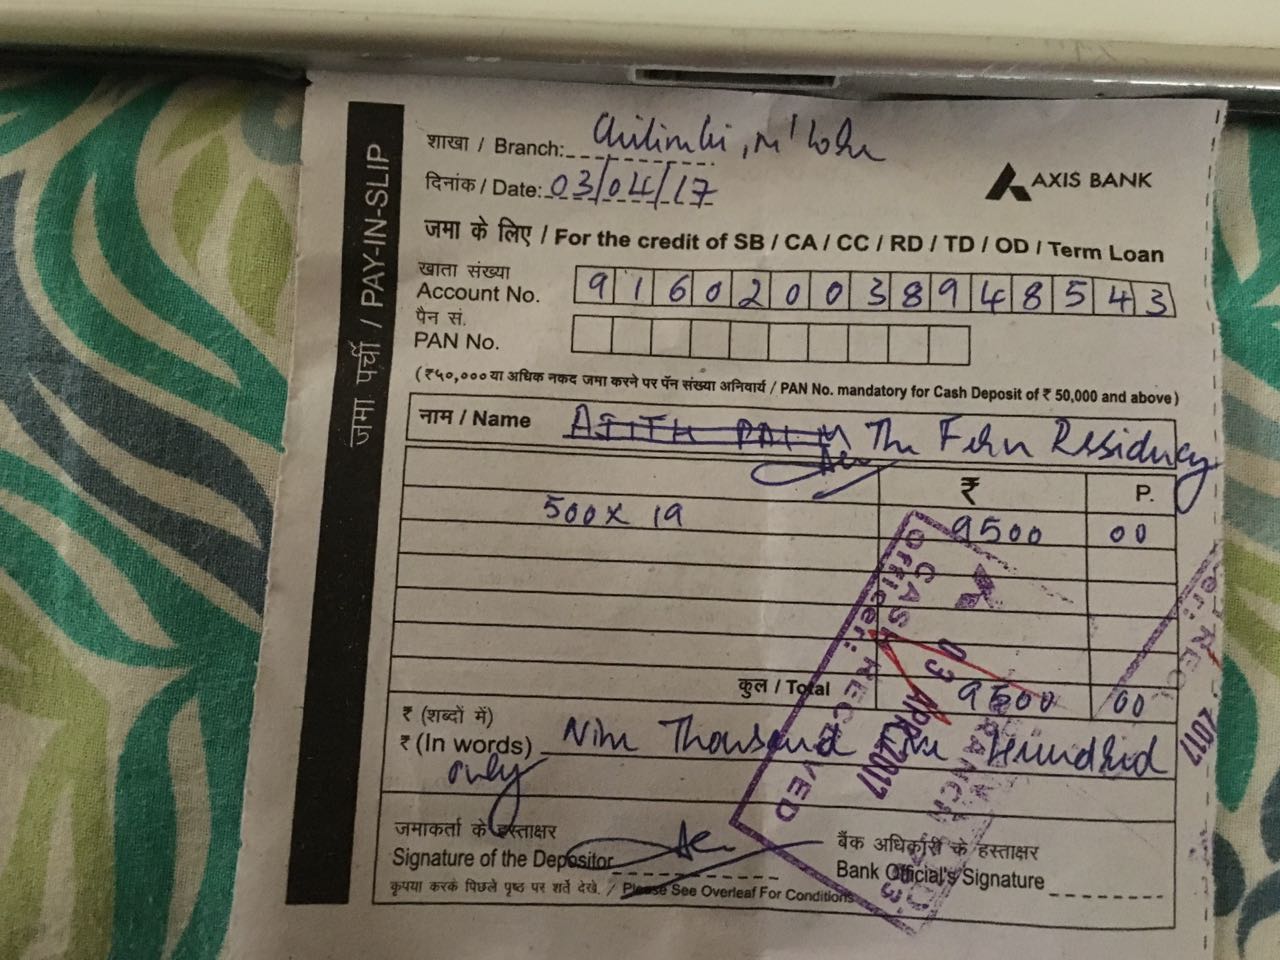 जमा पर्ची / PAY-IN-SLIP
शाखा / Branch: Chilimbi, M'lore
दिनांक / Date: 03/04/17
AXIS BANK
जमा के लिए / For the credit of SB / CA / CC / RD / TD / OD / Term Loan
खाता संख्या
Account No. 9 1 6 0 2 0 0 3 8 9 4 8 5 4 3
पैन सं.
PAN No.
(₹५०,००० या अधिक नकद जमा करने पर पॅन संख्या अनिवार्य / PAN No. mandatory for Cash Deposit of ₹ 50,000 and above)
नाम / Name AJITH PAI M The Fern Residency
₹ P.
500 x 19 9500 00
कुल / Total 9500 00
₹ (शब्दों में)
₹ (In words) Nine Thousand Five Hundred
only
CASH RECEIVED
03 APR 2017
Officer:
2017
जमाकर्ता के हस्ताक्षर
Signature of the Depositor
बैंक अधिकारी के हस्ताक्षर
Bank Official's Signature
कृपया करके पिछले पृष्ठ पर शर्ते देखे. / Please See Overleaf For Conditions